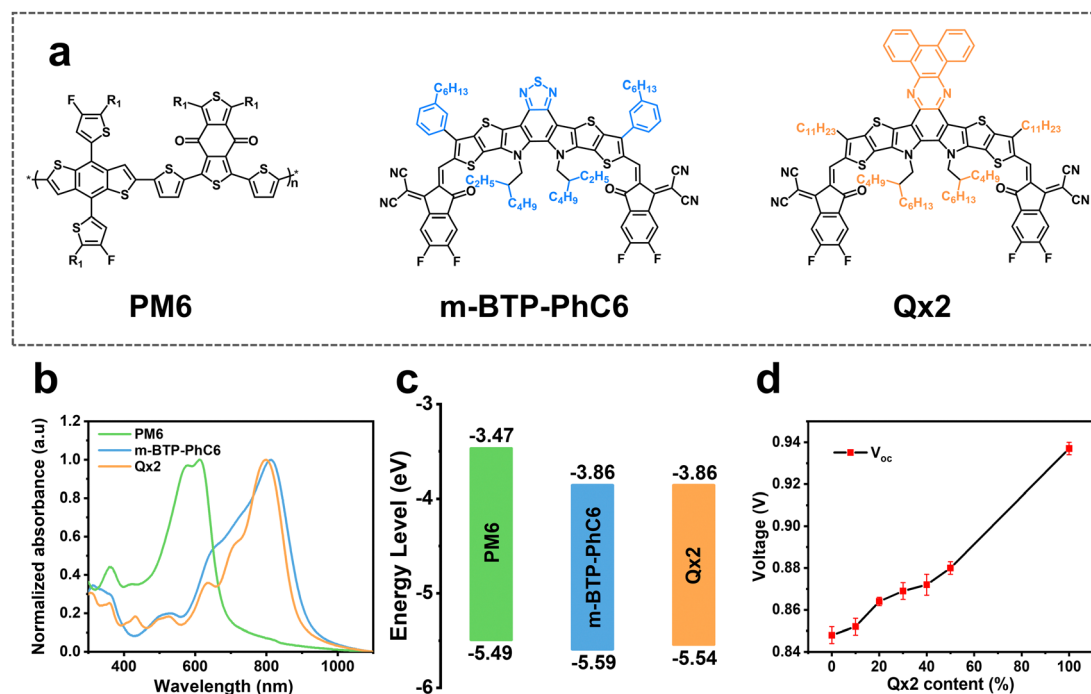 a
PM6
F
R1
S
R1
S
R1
O
O
S
S
S
S
S
*
*
n
S
R1
F
m-BTP-PhC6
C6H13
S
N
N
C6H13
S
S
S
S
N
N
C2H5
C2H5
C4H9
C4H9
NC
CN
O
O
CN
NC
F
F
F
F
Qx2
N
N
C11H23
C11H23
S
S
S
S
N
N
C4H9
C4H9
C6H13
C6H13
NC
CN
O
O
CN
CN
F
F
F
F
b
PM6
m-BTP-PhC6
Qx2
Normalized absorbance (a.u)
1.2
1.0
0.8
0.6
0.4
0.2
0.0
400 600 800 1000
Wavelength (nm)
c
Energy Level (eV)
-3
-4
-5
-6
-3.47
PM6
-5.49
-3.86
m-BTP-PhC6
-5.59
-3.86
Qx2
-5.54
d
Voc
Voltage (V)
0.94
0.92
0.90
0.88
0.86
0.84
0 20 40 60 80 100
Qx2 content (%)